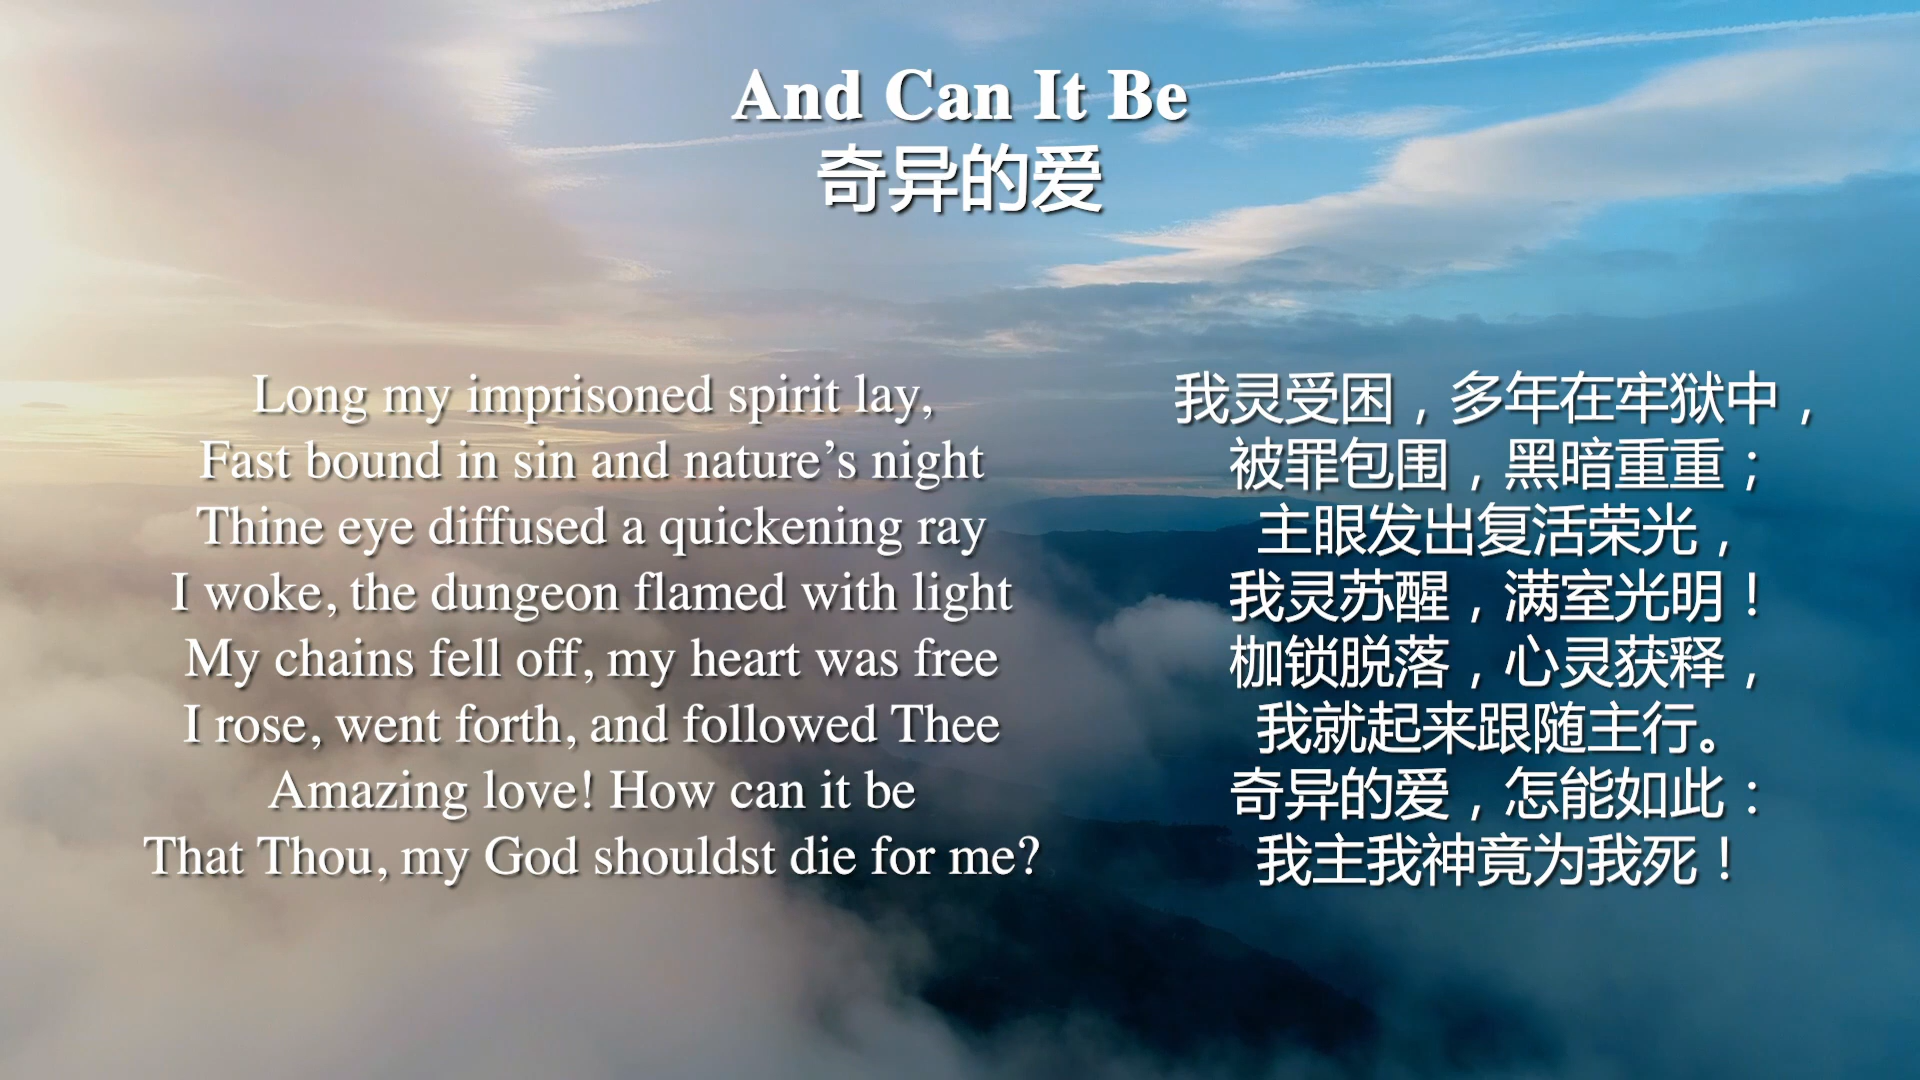 And Can It Be
奇异的爱
Long my imprisoned spirit lay,
Fast bound in sin and nature’s night
Thine eye diffused a quickening ray
I woke, the dungeon flamed with light
My chains fell off, my heart was free
I rose, went forth, and followed Thee
Amazing love! How can it be
That Thou, my God shouldst die for me?
我灵受困，多年在牢狱中，
被罪包围，黑暗重重；
主眼发出复活荣光，
我灵苏醒，满室光明！
枷锁脱落，心灵获释，
我就起来跟随主行。
奇异的爱，怎能如此：
我主我神竟为我死！